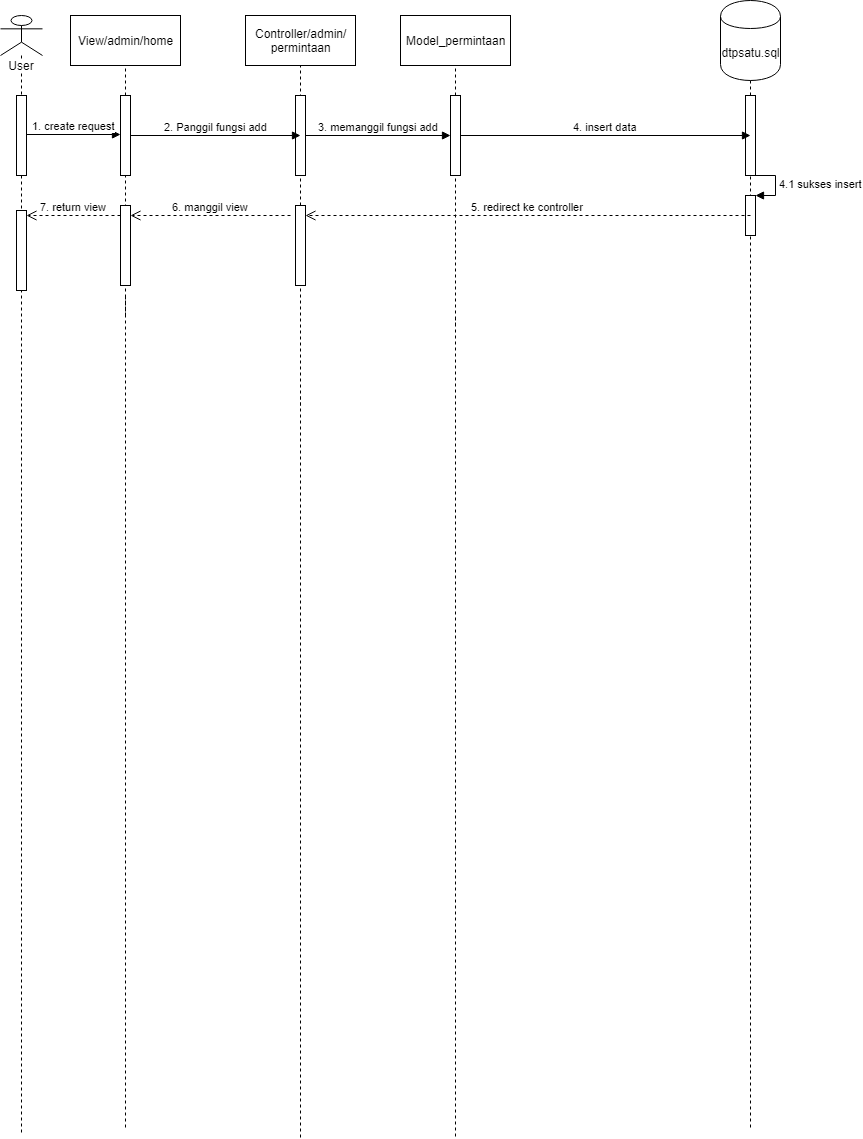 User
View/admin/home
Controller/admin/
permintaan
Model_permintaan
dtpsatu.sql
1. create request
2. Panggil fungsi add
3. memanggil fungsi add
4. insert data
4.1 sukses insert
5. redirect ke controller
6. manggil view
7. return view